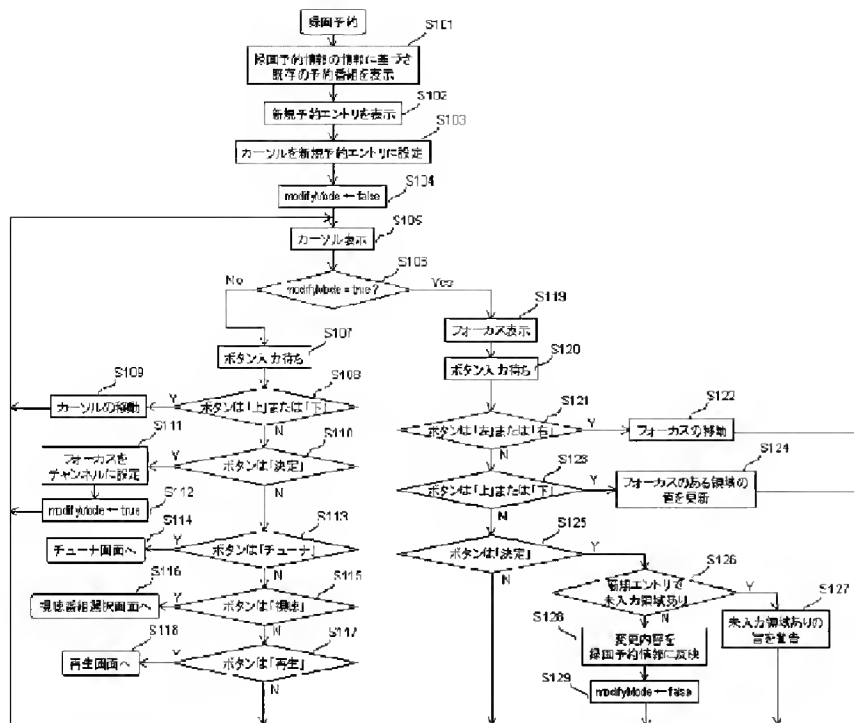 録画予約
S101
録画予約情報の情報に基づき
既存の予約番組を表示
S102
新規予約エントリを表示
S103
カーソルを新規予約エントリに設定
S104
modifyMode ← false
S105
カーソル表示
S106
modifyMode = true ?
No
Yes
S107
ボタン入力待ち
S108
ボタンは「上」または「下」
Y
N
S109
カーソルの移動
S110
ボタンは「決定」
Y
N
S111
フォーカスを
チャンネルに設定
S112
modifyMode ← true
S113
ボタンは「チューナ」
Y
N
S114
チューナ画面へ
S115
ボタンは「視聴」
Y
N
S116
視聴番組選択画面へ
S117
ボタンは「再生」
Y
N
S118
再生画面へ
S119
フォーカス表示
S120
ボタン入力待ち
S121
ボタンは「左」または「右」
Y
N
S122
フォーカスの移動
S123
ボタンは「上」または「下」
Y
N
S124
フォーカスのある領域の
値を更新
S125
ボタンは「決定」
Y
N
S126
新規エントリで
未入力領域あり
Y
N
S127
未入力領域ありの
旨を警告
S128
変更内容を
録画予約情報に反映
S129
modifyMode ← false